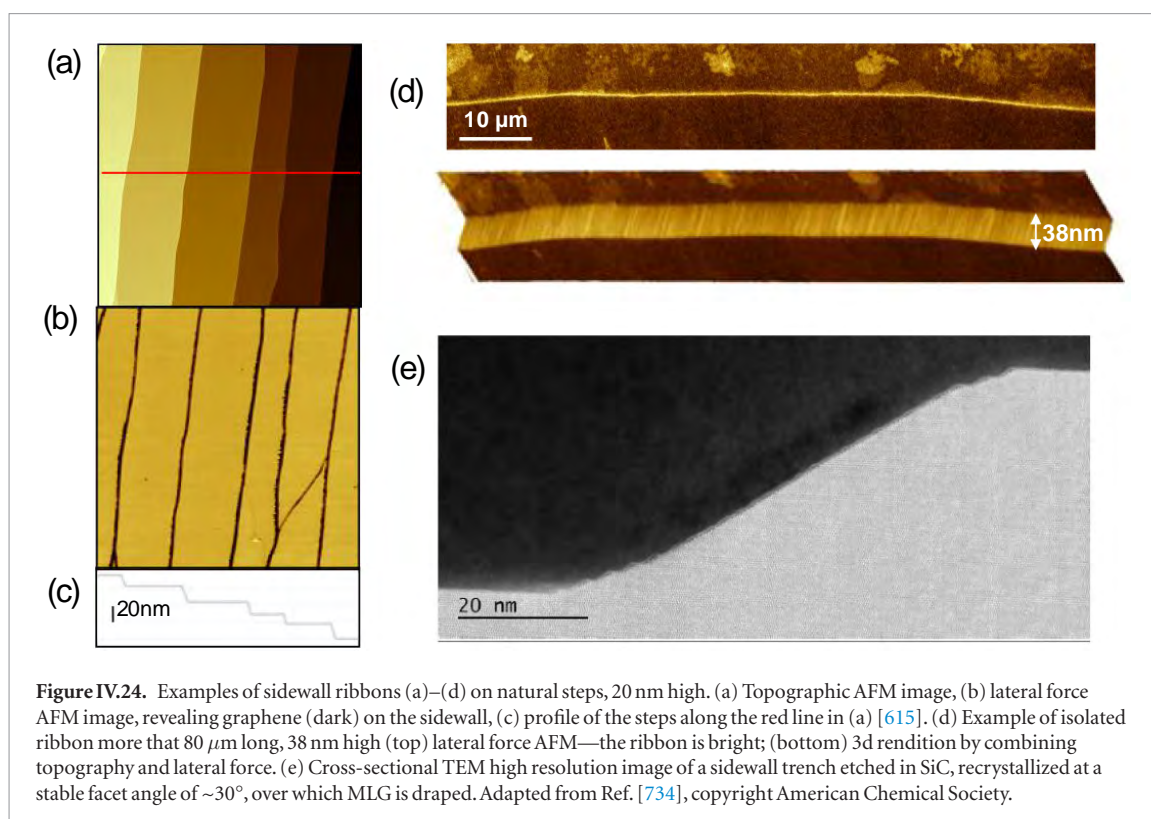 (a)
(b)
(c)
20nm
(d)
10 µm
38nm
(e)
20 nm
Figure IV.24. Examples of sidewall ribbons (a)–(d) on natural steps, 20 nm high. (a) Topographic AFM image, (b) lateral force
AFM image, revealing graphene (dark) on the sidewall, (c) profile of the steps along the red line in (a) [615]. (d) Example of isolated
ribbon more that 80 µm long, 38 nm high (top) lateral force AFM—the ribbon is bright; (bottom) 3d rendition by combining
topography and lateral force. (e) Cross-sectional TEM high resolution image of a sidewall trench etched in SiC, recrystallized at a
stable facet angle of ~30°, over which MLG is draped. Adapted from Ref. [734], copyright American Chemical Society.